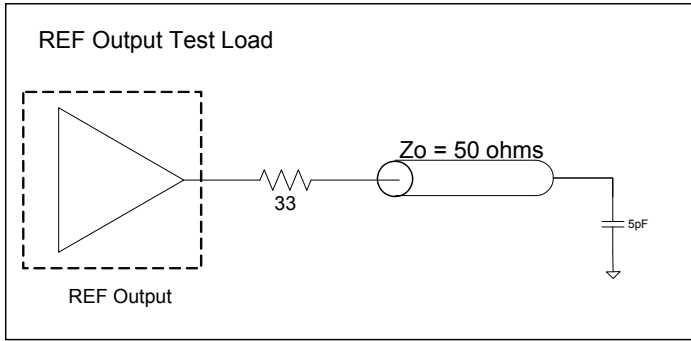 REF Output Test Load
Zo = 50 ohms
33
5pF
REF Output